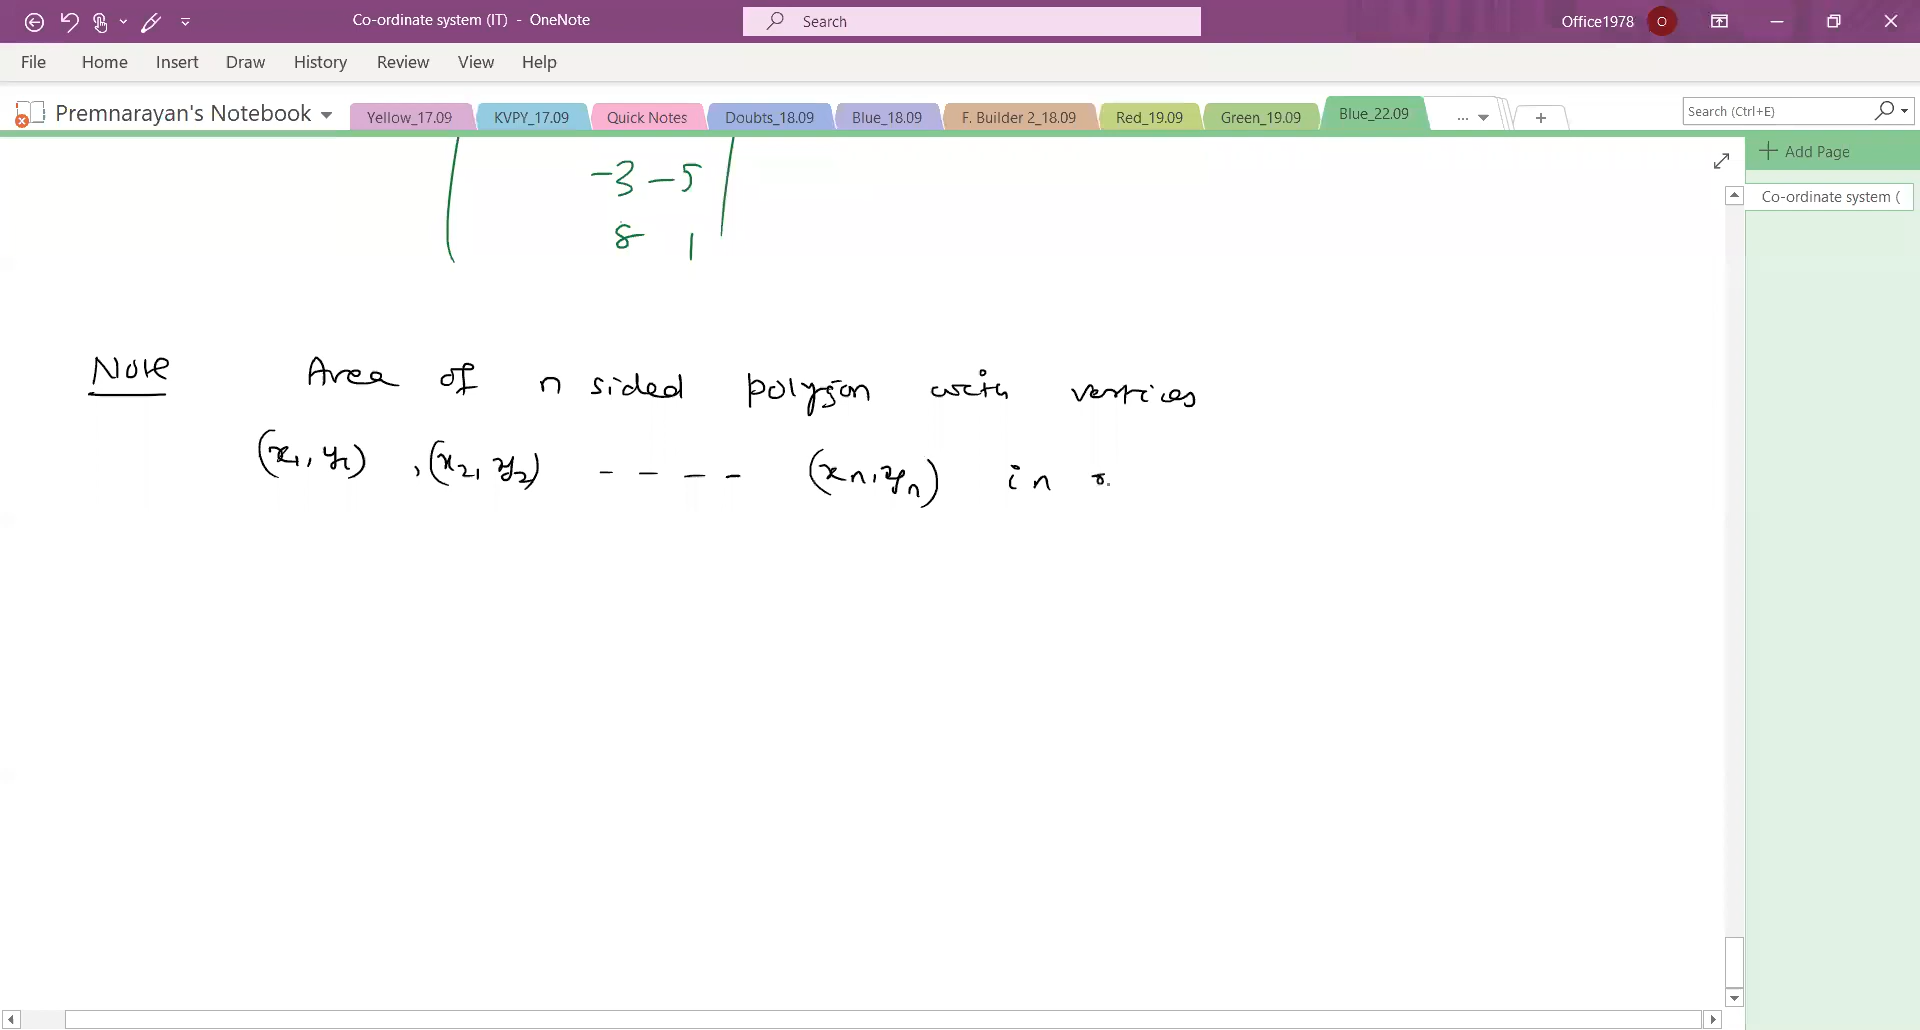 Co-ordinate system (IT) - OneNote
Search
Office1978
O
File Home Insert Draw History Review View Help
Premnarayan's Notebook
Yellow_17.09 KVPY_17.09 Quick Notes Doubts_18.09 Blue_18.09 F. Builder 2_18.09 Red_19.09 Green_19.09 Blue_22.09 ...
Search (Ctrl+E)
Add Page
Co-ordinate system (
-3 -5
8 1
Note Area of n sided polygon with vertices
(x1, y1) , (x2, y2) - - - - (xn, yn) in